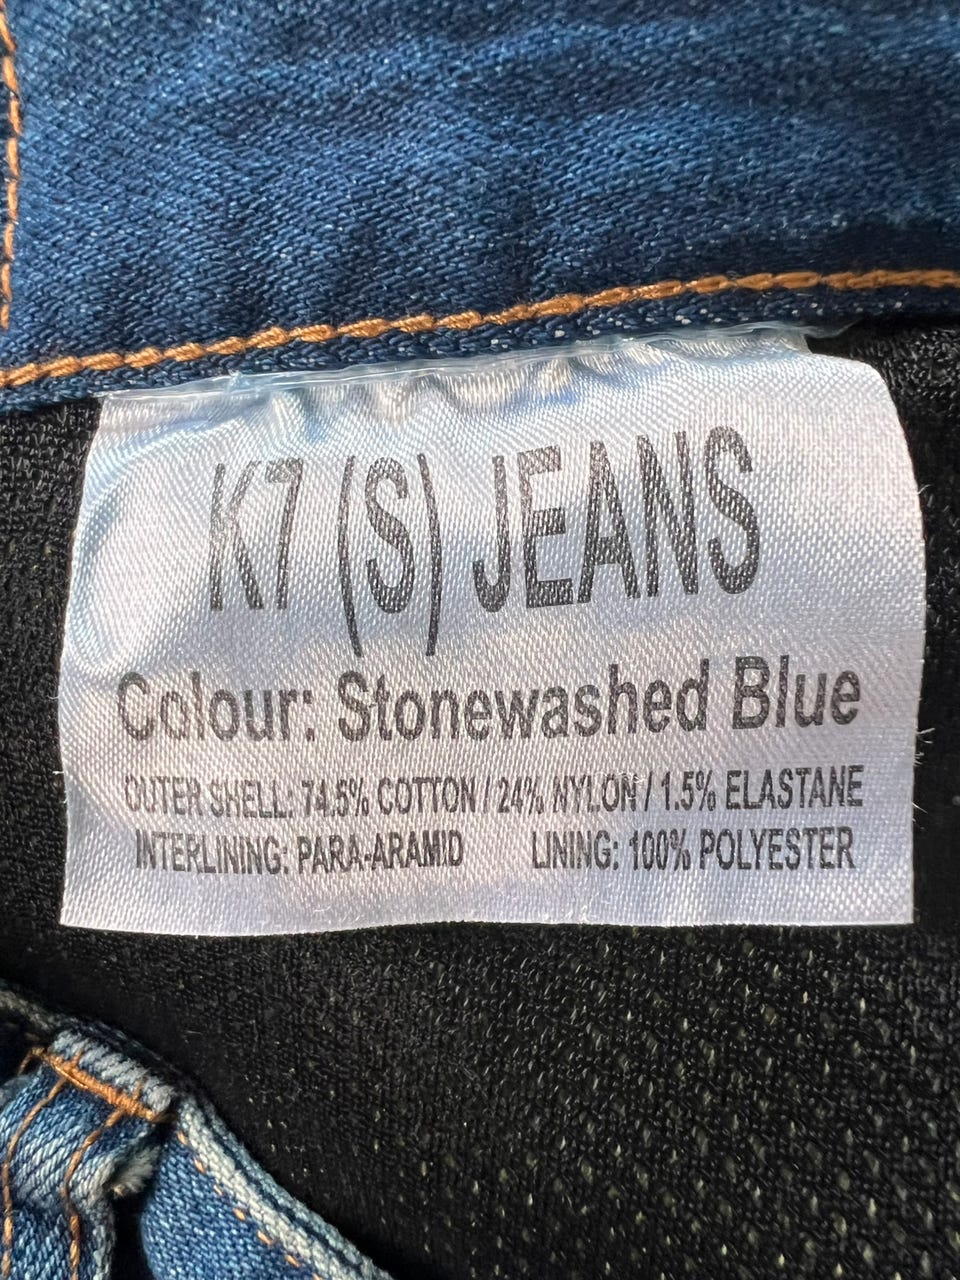 K7 (S) JEANS
Colour: Stonewashed Blue
OUTER SHELL: 74.5% COTTON / 24% NYLON / 1.5% ELASTANE
INTERLINING: PARA-ARAMID LINING: 100% POLYESTER